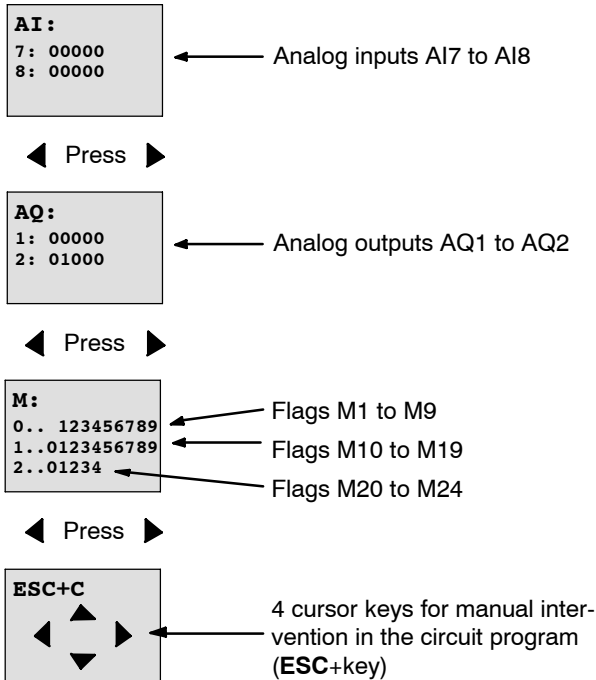 AI:
7: 00000
8: 00000
Analog inputs AI7 to AI8
Press
AQ:
1: 00000
2: 01000
Analog outputs AQ1 to AQ2
Press
M:
0.. 123456789
1..0123456789
2..01234
Flags M1 to M9
Flags M10 to M19
Flags M20 to M24
Press
ESC+C
4 cursor keys for manual inter-
vention in the circuit program
(ESC+key)